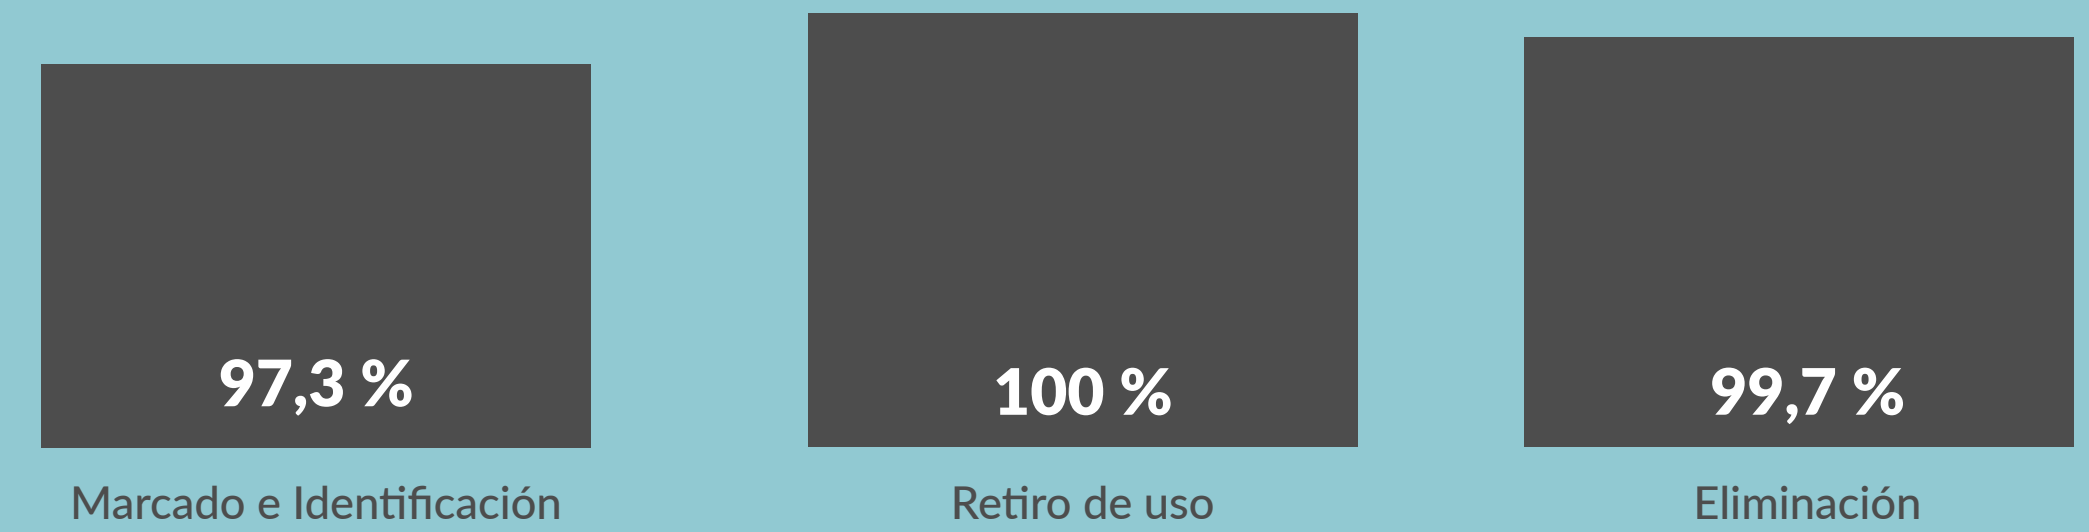 97,3 %
100 %
99,7 %
Marcado e Identificación
Retiro de uso
Eliminación